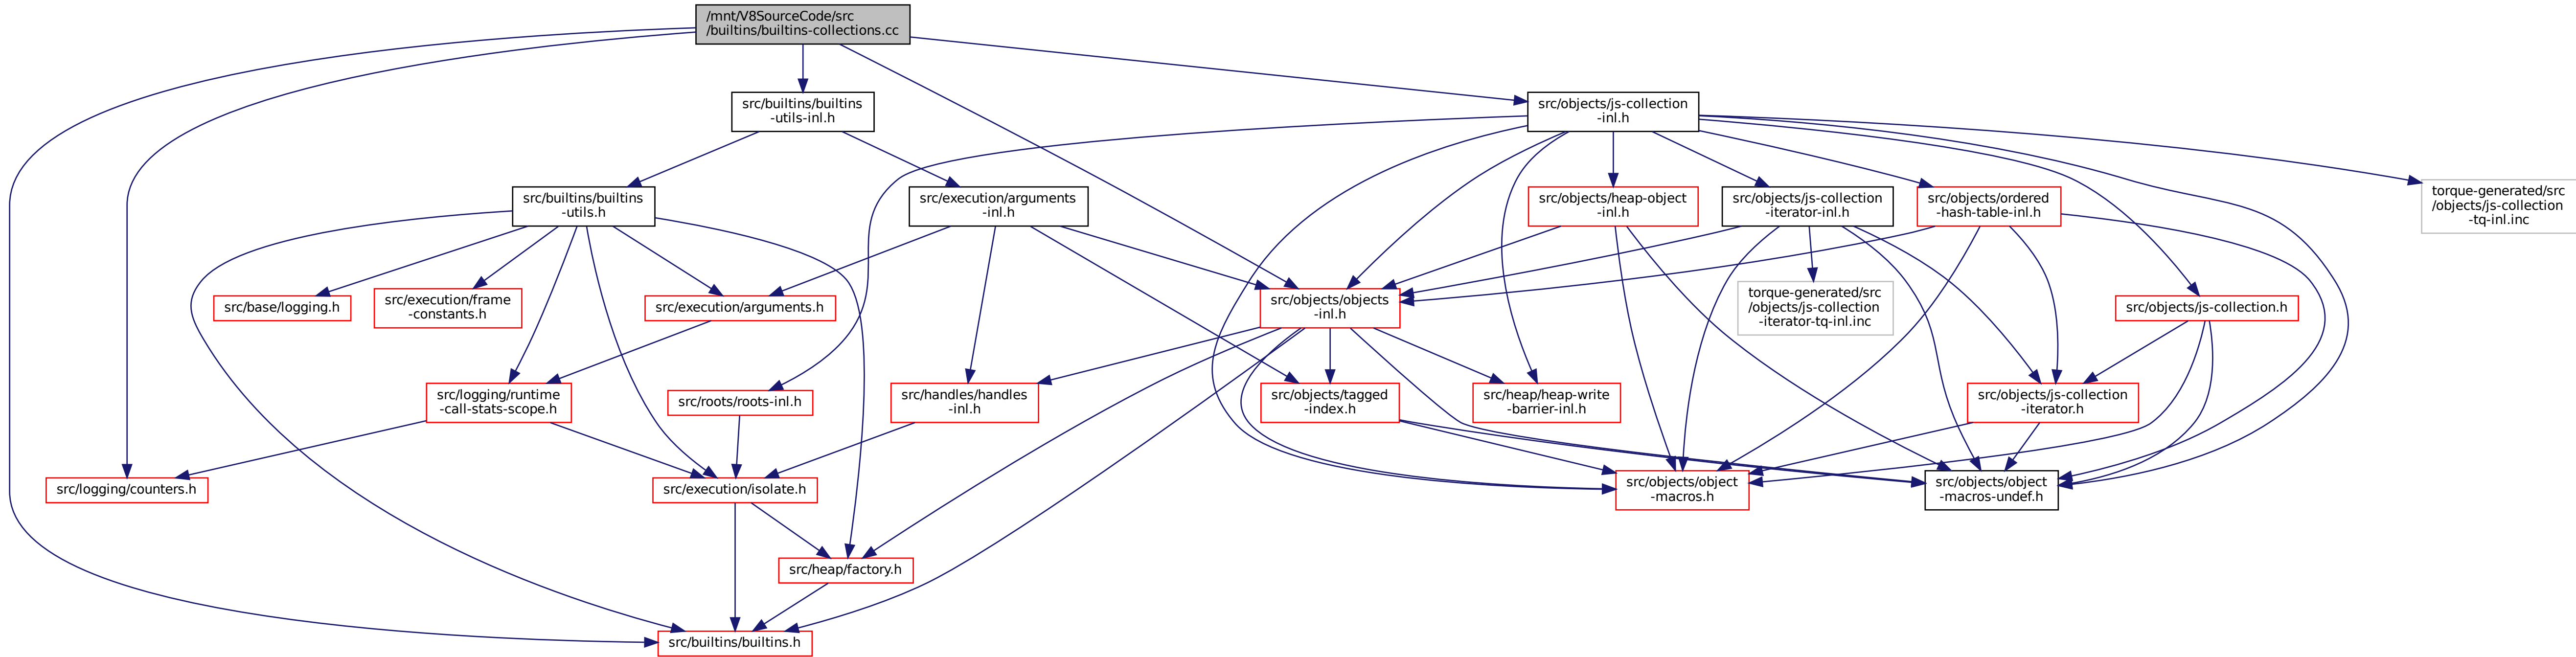 /mnt/V8SourceCode/src
/builtins/builtins-collections.cc
src/builtins/builtins
-utils-inl.h
src/objects/js-collection
-inl.h
src/builtins/builtins
-utils.h
src/execution/arguments
-inl.h
src/objects/heap-object
-inl.h
src/objects/js-collection
-iterator-inl.h
src/objects/ordered
-hash-table-inl.h
torque-generated/src
/objects/js-collection
-tq-inl.inc
src/base/logging.h
src/execution/frame
-constants.h
src/execution/arguments.h
src/objects/objects
-inl.h
torque-generated/src
/objects/js-collection
-iterator-tq-inl.inc
src/objects/js-collection.h
src/logging/runtime
-call-stats-scope.h
src/roots/roots-inl.h
src/handles/handles
-inl.h
src/objects/tagged
-index.h
src/heap/heap-write
-barrier-inl.h
src/objects/js-collection
-iterator.h
src/logging/counters.h
src/execution/isolate.h
src/objects/object
-macros.h
src/objects/object
-macros-undef.h
src/heap/factory.h
src/builtins/builtins.h